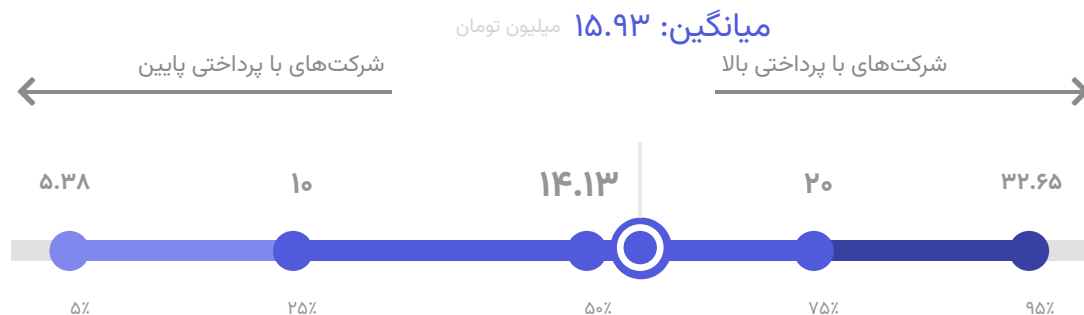 میانگین: ۱۵.۹۳ میلیون تومان
شرکت‌های با پرداختی بالا
شرکت‌های با پرداختی پایین
۵.۳۸ ۱۰ ۱۴.۱۳ ۲۰ ۳۲.۶۵
۵٪ ۲۵٪ ۵۰٪ ۷۵٪ ۹۵٪